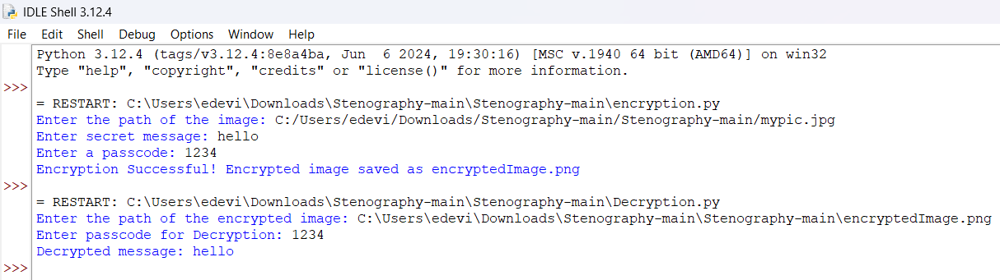 IDLE Shell 3.12.4
File Edit Shell Debug Options Window Help
Python 3.12.4 (tags/v3.12.4:8e8a4ba, Jun  6 2024, 19:30:16) [MSC v.1940 64 bit (AMD64)] on win32
Type "help", "copyright", "credits" or "license()" for more information.
>>>
= RESTART: C:\Users\edevi\Downloads\Stenography-main\Stenography-main\encryption.py
Enter the path of the image: C:/Users/edevi/Downloads/Stenography-main/Stenography-main/mypic.jpg
Enter secret message: hello
Enter a passcode: 1234
Encryption Successful! Encrypted image saved as encryptedImage.png
>>>
= RESTART: C:\Users\edevi\Downloads\Stenography-main\Stenography-main\Decryption.py
Enter the path of the encrypted image: C:\Users\edevi\Downloads\Stenography-main\Stenography-main\encryptedImage.png
Enter passcode for Decryption: 1234
Decrypted message: hello
>>>